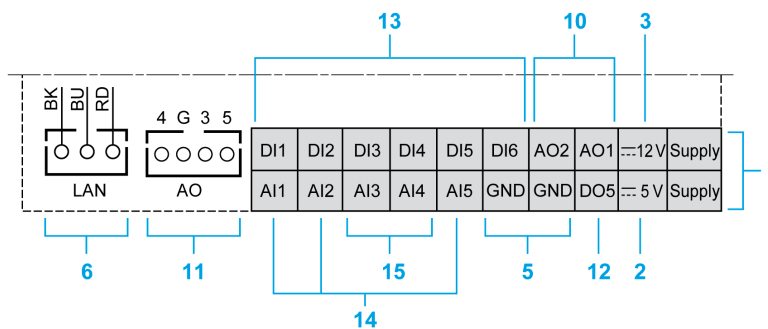 13 10 3
BK BU RD
4 G 3 5
DI1 DI2 DI3 DI4 DI5 DI6 AO2 AO1 ⎓12 V Supply
LAN AO AI1 AI2 AI3 AI4 AI5 GND GND DO5 ⎓ 5 V Supply
6 11 15 5 12 2
14